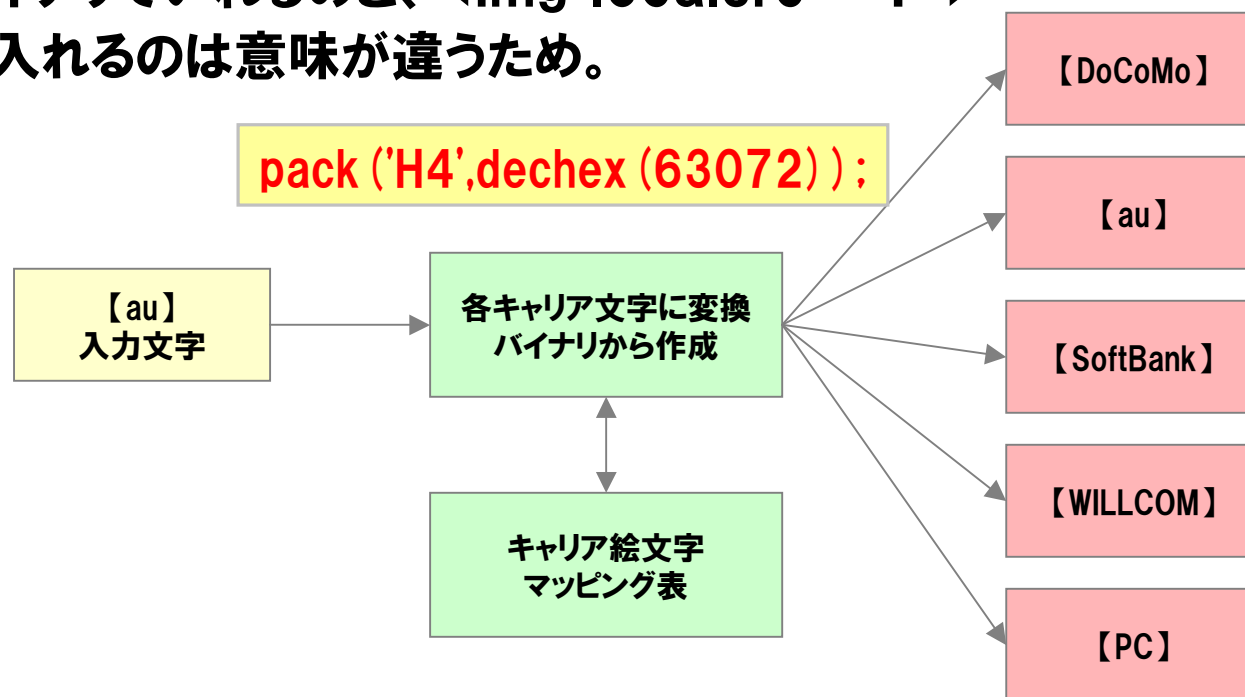 入れるのは意味が違うため。
pack('H4',dechex(63072));
【au】
入力文字
各キャリア文字に変換
バイナリから作成
キャリア絵文字
マッピング表
【DoCoMo】
【au】
【SoftBank】
【WILLCOM】
【PC】